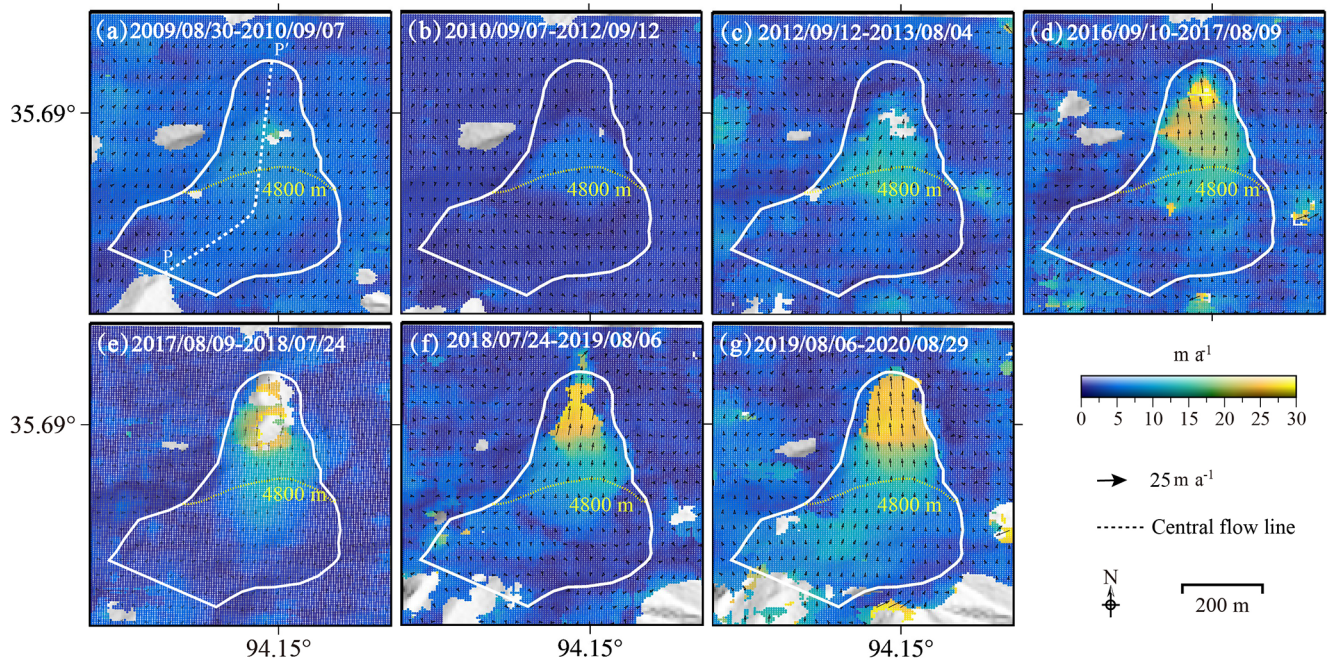 (a) 2009/08/30-2010/09/07
P'
4800 m
P
(b) 2010/09/07-2012/09/12
4800 m
(c) 2012/09/12-2013/08/04
4800 m
(d) 2016/09/10-2017/08/09
4800 m
35.69°
(e) 2017/08/09-2018/07/24
4800 m
(f) 2018/07/24-2019/08/06
4800 m
(g) 2019/08/06-2020/08/29
4800 m
35.69°
94.15°
94.15°
94.15°
m a⁻¹
0 5 10 15 20 25 30
25 m a⁻¹
Central flow line
N
200 m